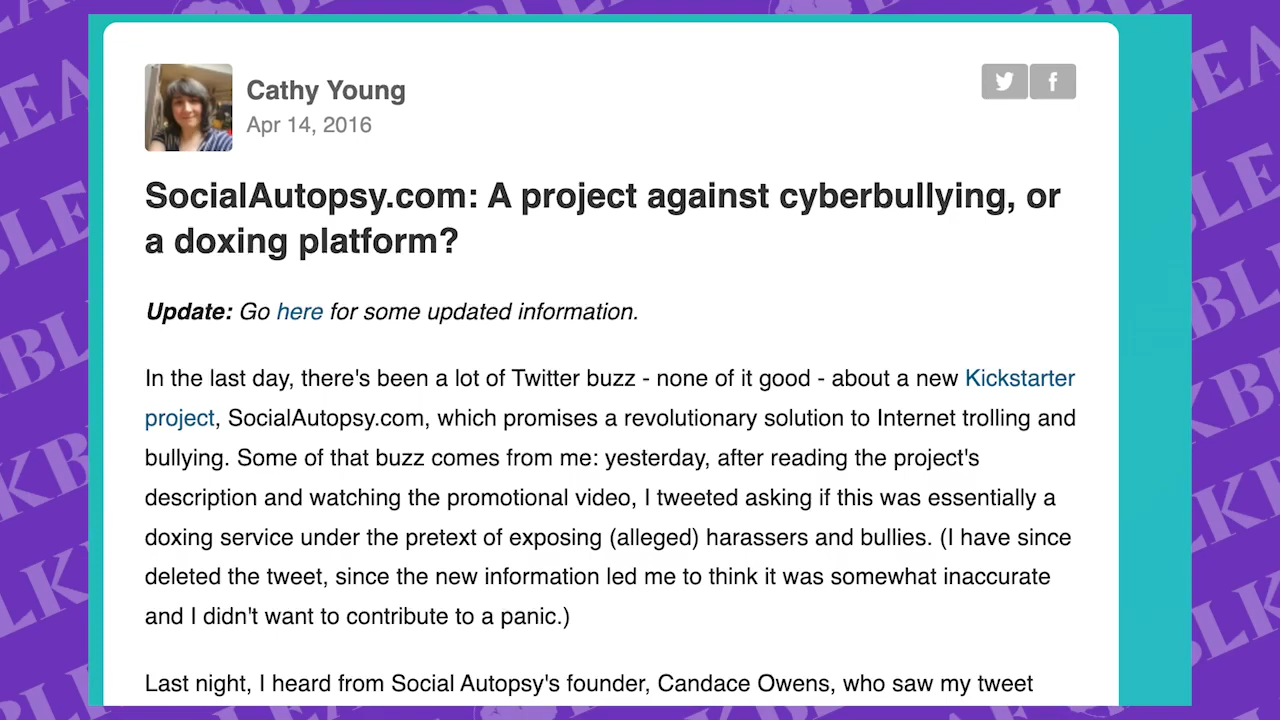 Cathy Young
Apr 14, 2016
SocialAutopsy.com: A project against cyberbullying, or
a doxing platform?
Update: Go here for some updated information.
In the last day, there's been a lot of Twitter buzz - none of it good - about a new Kickstarter
project, SocialAutopsy.com, which promises a revolutionary solution to Internet trolling and
bullying. Some of that buzz comes from me: yesterday, after reading the project's
description and watching the promotional video, I tweeted asking if this was essentially a
doxing service under the pretext of exposing (alleged) harassers and bullies. (I have since
deleted the tweet, since the new information led me to think it was somewhat inaccurate
and I didn't want to contribute to a panic.)
Last night, I heard from Social Autopsy's founder, Candace Owens, who saw my tweet